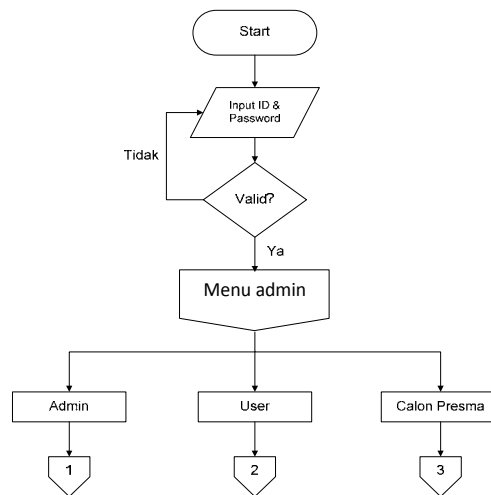 Start
Input ID &
Password
Tidak
Valid?
Ya
Menu admin
Admin
User
Calon Presma
1
2
3